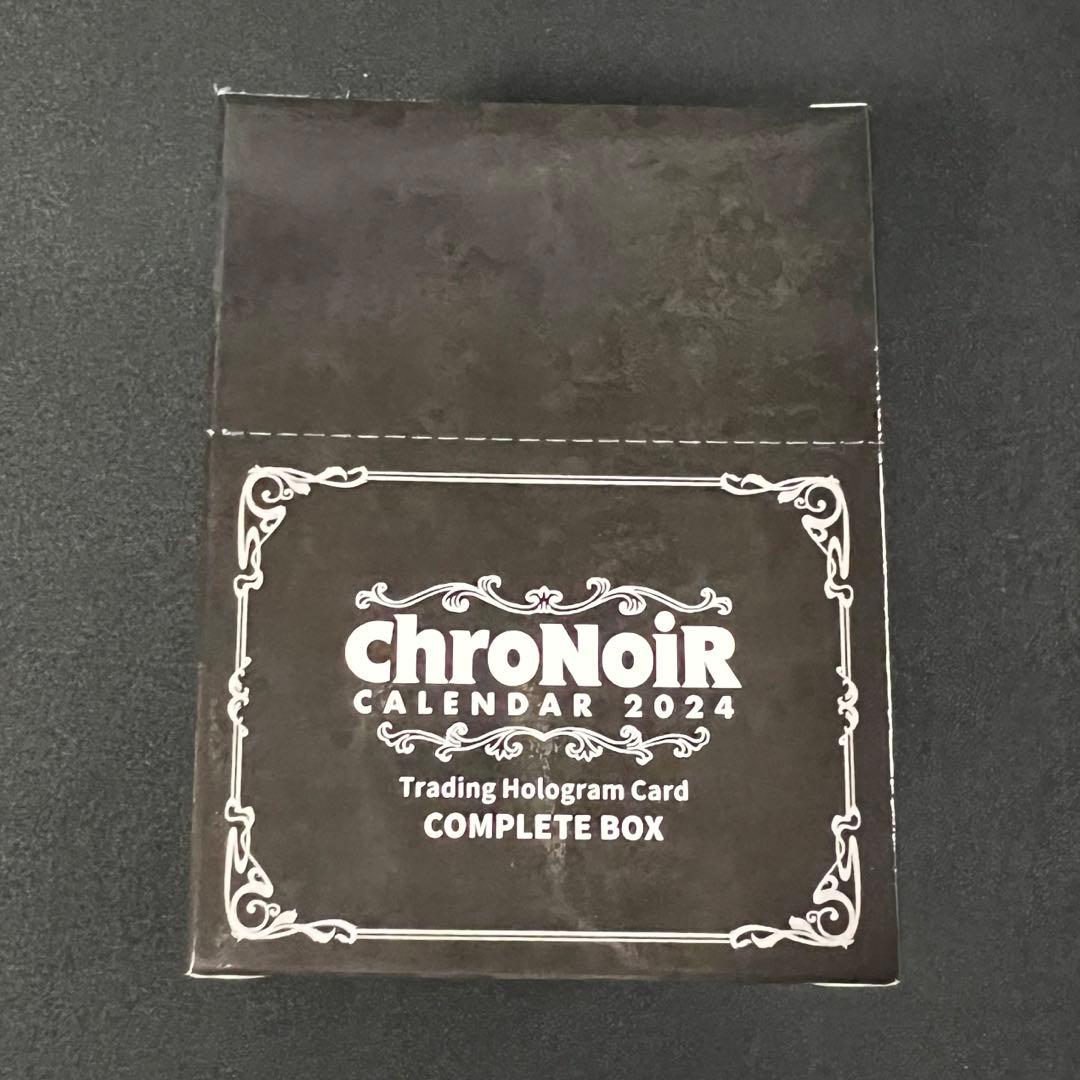 ChroNoiR
CALENDAR 2024
Trading Hologram Card
COMPLETE BOX